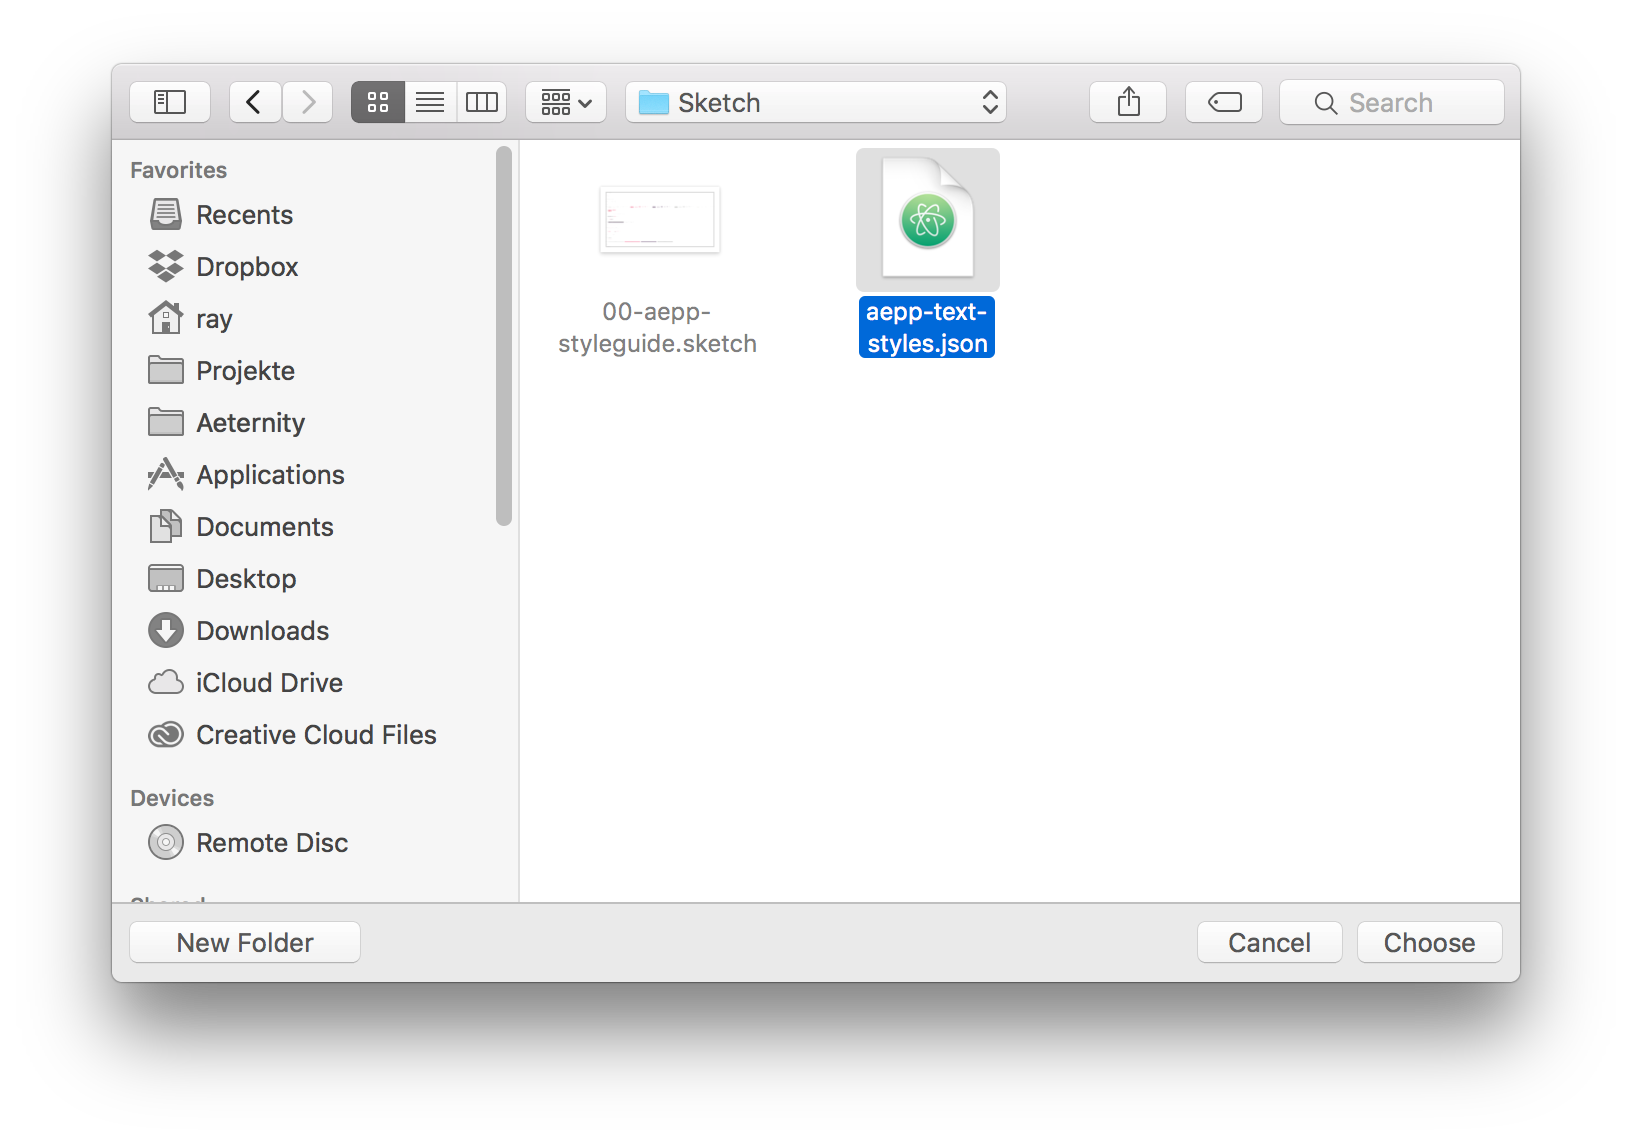 Sketch
Search
Favorites
Recents
Dropbox
ray
Projekte
Aeternity
Applications
Documents
Desktop
Downloads
iCloud Drive
Creative Cloud Files
Devices
Remote Disc
00-aepp-
styleguide.sketch
aepp-text-
styles.json
New Folder
Cancel
Choose